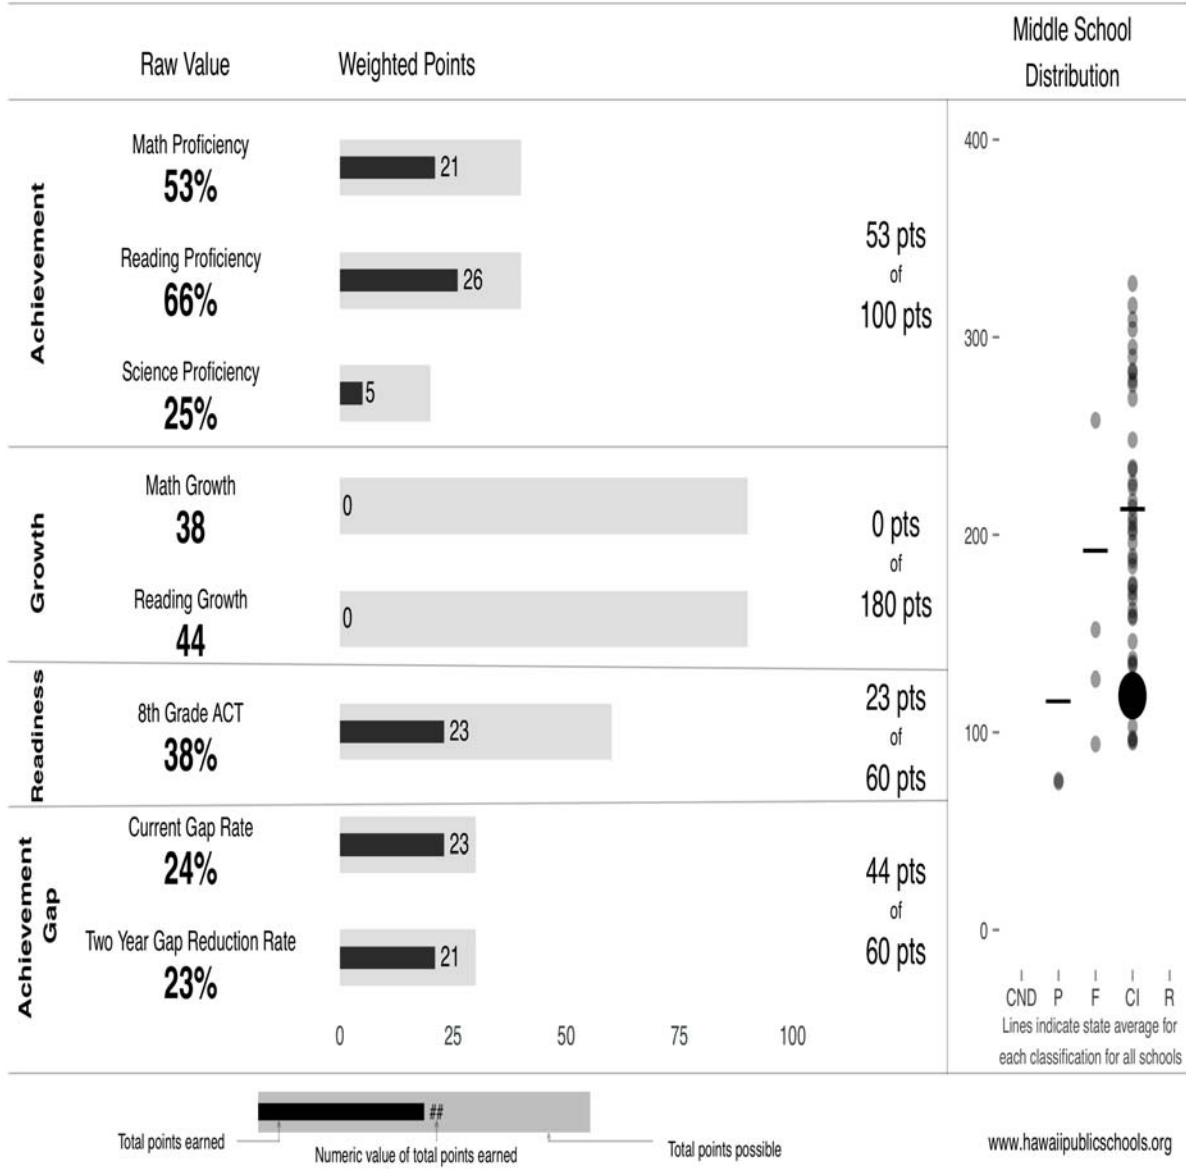 Raw Value
Weighted Points
Middle School
Distribution
Achievement
Math Proficiency
53%
21
Reading Proficiency
66%
26
Science Proficiency
25%
5
53 pts
of
100 pts
Growth
Math Growth
38
0
Reading Growth
44
0
0 pts
of
180 pts
Readiness
8th Grade ACT
38%
23
23 pts
of
60 pts
Achievement
Gap
Current Gap Rate
24%
23
Two Year Gap Reduction Rate
23%
21
44 pts
of
60 pts
0 25 50 75 100
400
300
200
100
0
CND P F CI R
Lines indicate state average for
each classification for all schools
##
Total points earned
Numeric value of total points earned
Total points possible
www.hawaiipublicschools.org